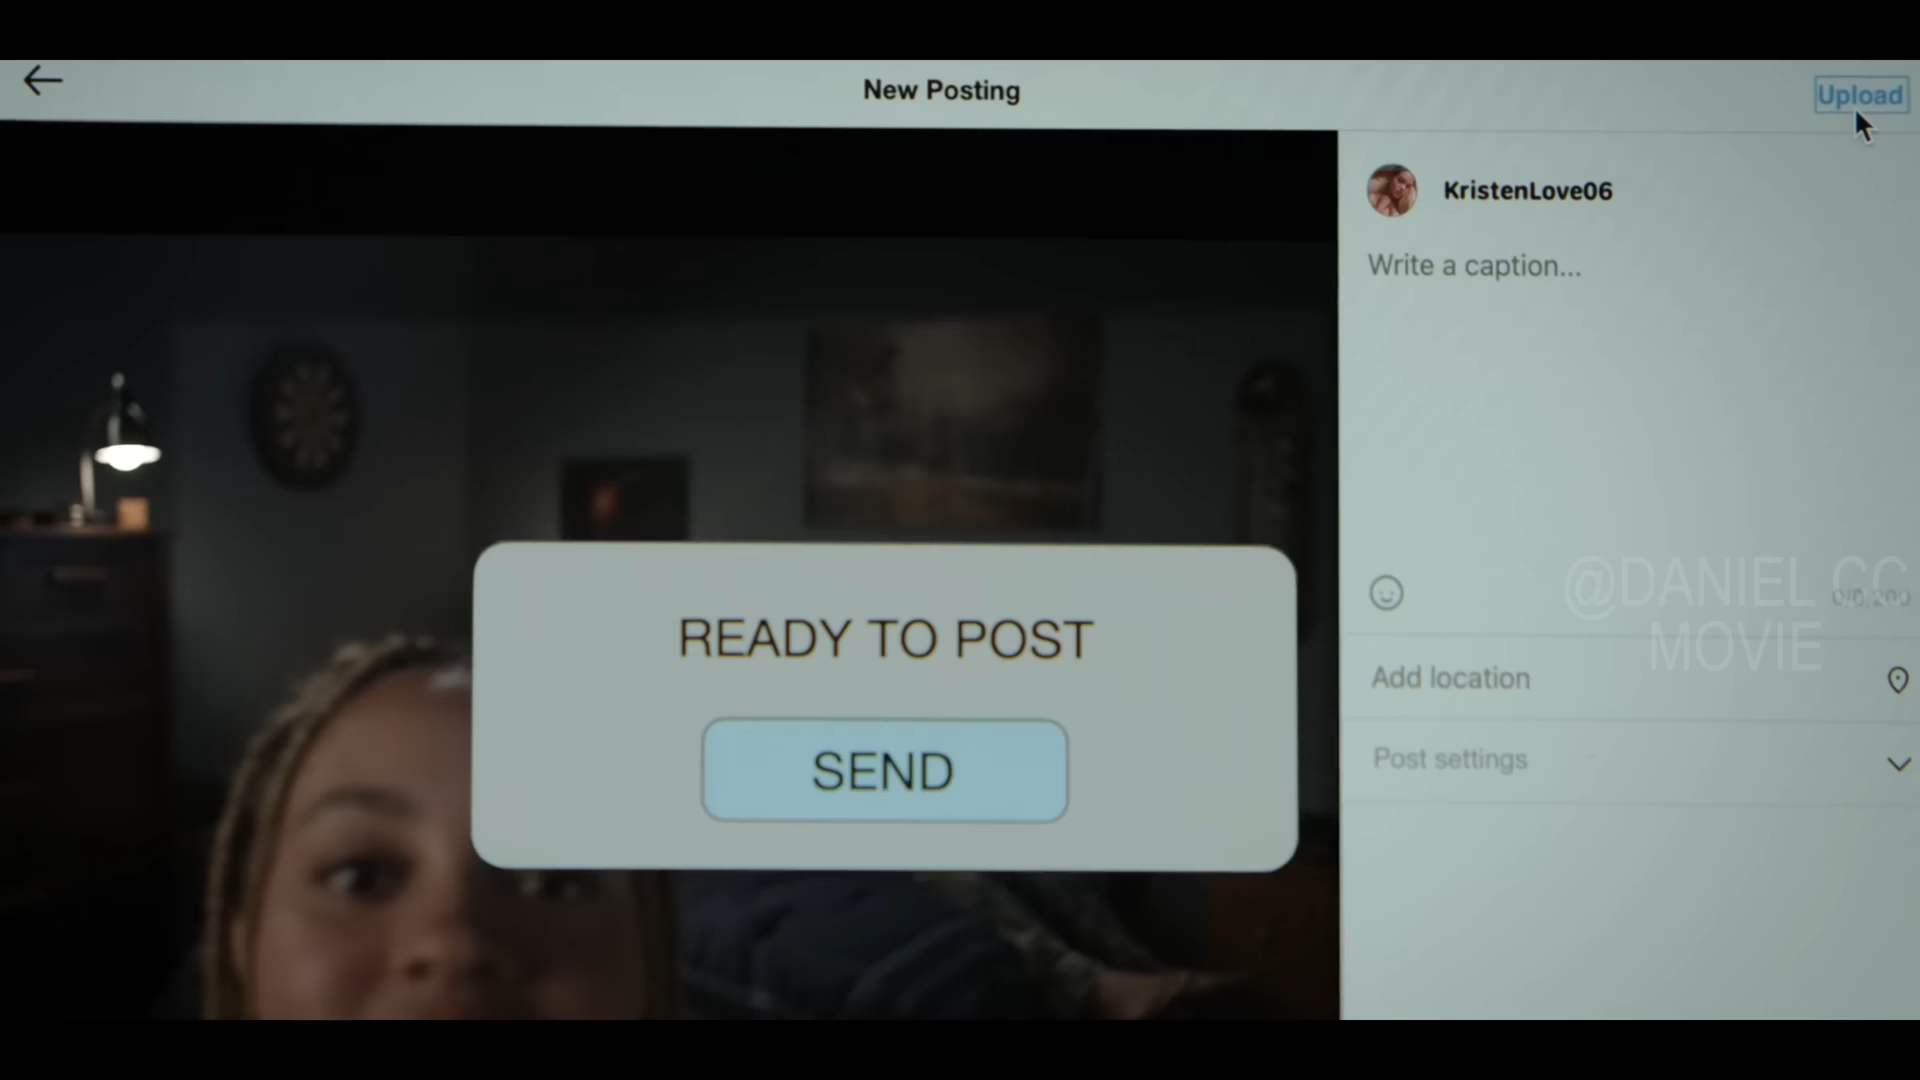 New Posting
Upload
KristenLove06
Write a caption...
@DANIEL CC
MOVIE
Add location
Post settings
READY TO POST
SEND